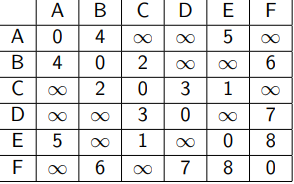 A B C D E F
A 0 4 ∞ ∞ 5 ∞
B 4 0 2 ∞ ∞ 6
C ∞ 2 0 3 1 ∞
D ∞ ∞ 3 0 ∞ 7
E 5 ∞ 1 ∞ 0 8
F ∞ 6 ∞ 7 8 0